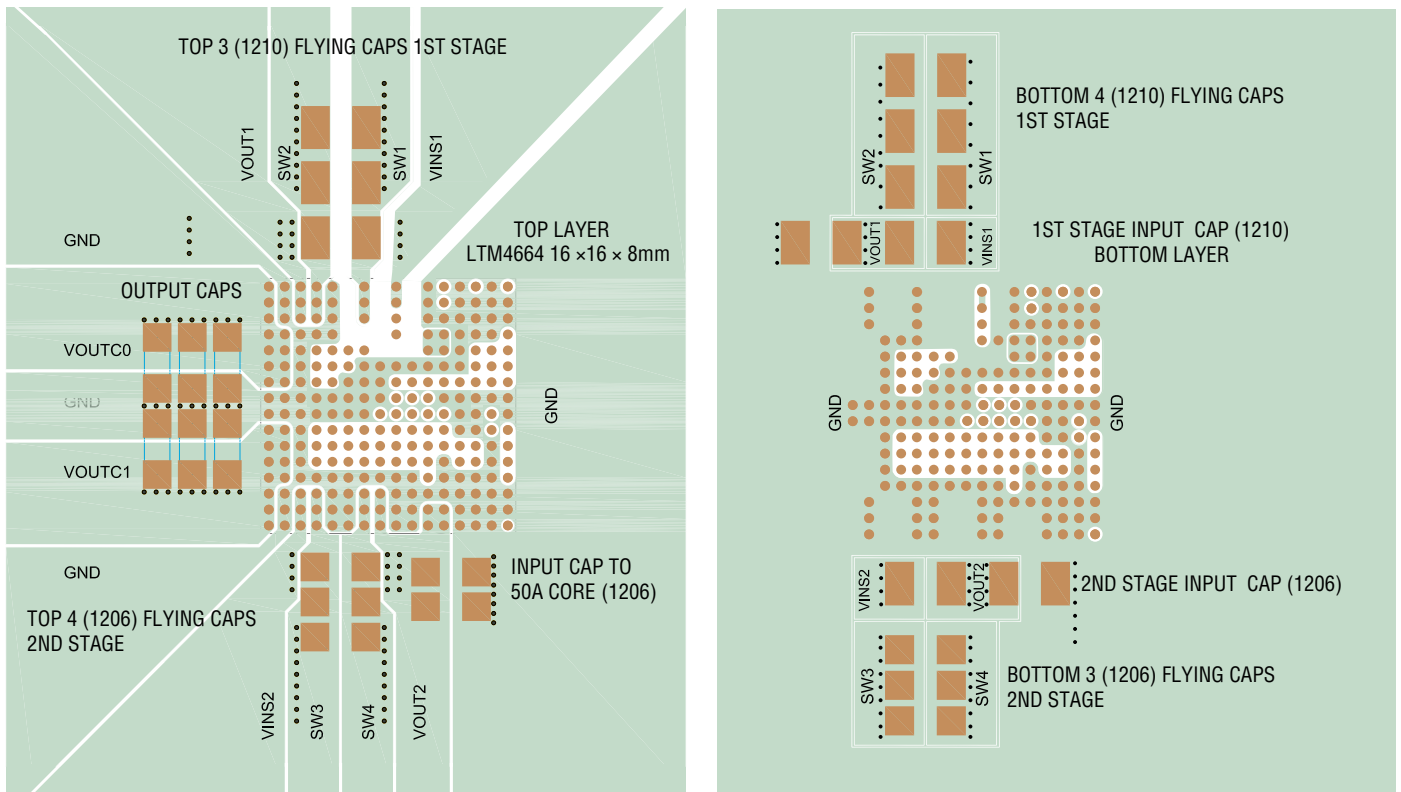 TOP 3 (1210) FLYING CAPS 1ST STAGE
VOUT1
SW2
SW1
VINS1
GND
TOP LAYER
LTM4664 16 ×16 × 8mm
OUTPUT CAPS
VOUTC0
GND
GND
VOUTC1
GND
INPUT CAP TO
50A CORE (1206)
TOP 4 (1206) FLYING CAPS
2ND STAGE
VINS2
SW3
SW4
VOUT2
BOTTOM 4 (1210) FLYING CAPS
1ST STAGE
SW2
SW1
VOUT1
VINS1
1ST STAGE INPUT CAP (1210)
BOTTOM LAYER
GND
GND
VINS2
VOUT2
2ND STAGE INPUT CAP (1206)
SW3
SW4
BOTTOM 3 (1206) FLYING CAPS
2ND STAGE